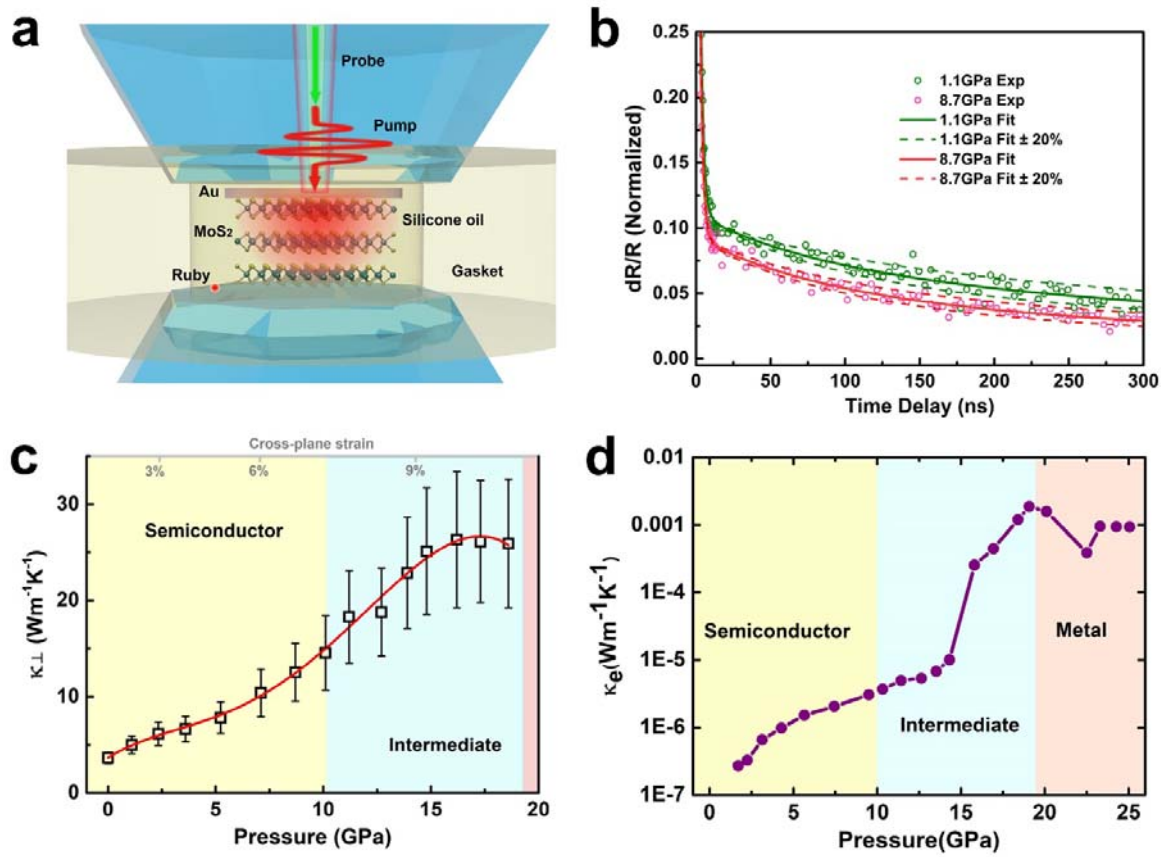 a
Probe
Pump
Au
MoS₂
Silicone oil
Ruby
Gasket
b
dR/R (Normalized)
0.25
0.20
0.15
0.10
0.05
0.00
1.1GPa Exp
8.7GPa Exp
1.1GPa Fit
1.1GPa Fit ± 20%
8.7GPa Fit
8.7GPa Fit ± 20%
0 50 100 150 200 250 300
Time Delay (ns)
c
Cross-plane strain
3% 6% 9%
κ⊥ (Wm⁻¹K⁻¹)
30
20
10
0
Semiconductor
Intermediate
0 5 10 15 20
Pressure (GPa)
d
κe(Wm⁻¹K⁻¹)
0.01
0.001
1E-4
1E-5
1E-6
1E-7
Semiconductor
Metal
Intermediate
0 5 10 15 20 25
Pressure(GPa)